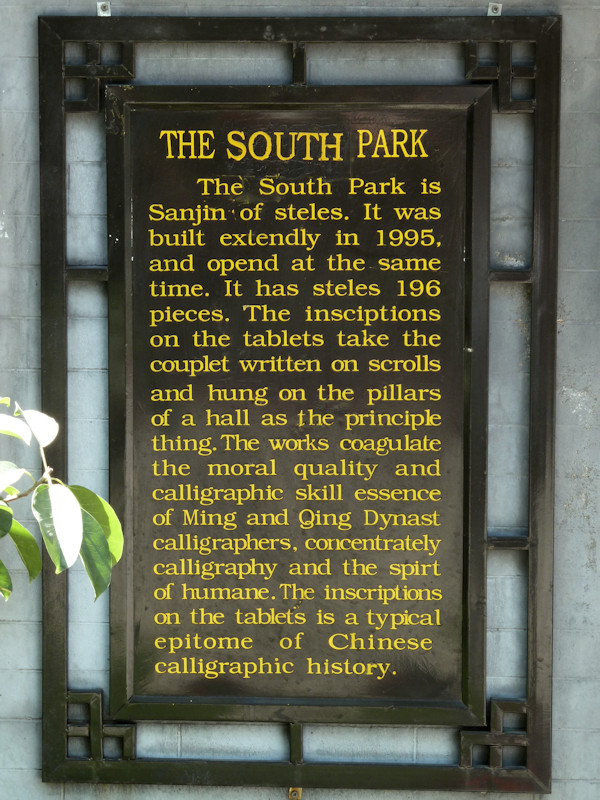 THE SOUTH PARK
The South Park is
Sanjin of steles. It was
built extendly in 1995,
and opend at the same
time. It has steles 196
pieces. The insciptions
on the tablets take the
couplet written on scrolls
and hung on the pillars
of a hall as the principle
thing. The works coagulate
the moral quality and
calligraphic skill essence
of Ming and Qing Dynast
calligraphers, concentrately
calligraphy and the spirt
of humane. The inscriptions
on the tablets is a typical
epitome of Chinese
calligraphic history.